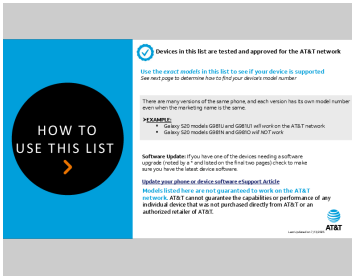 HOW TO
USE THIS LIST
Devices in this list are tested and approved for the AT&T network
Use the exact models in this list to see if your device is supported
See next page to determine how to find your device's model number
There are many versions of the same phone, and each version has its own model number
even when the marketing name is the same.
>EXAMPLE:
• Galaxy S20 models G981U and G981U1 will work on the AT&T network
• Galaxy S20 models G981N and G981O will NOT work
Software Update: If you have one of the devices needing a software
upgrade (noted by a * and listed on the final two pages) check to make
sure you have the latest device software.
Update your phone or device software eSupport Article
Models listed here are not guaranteed to work on the AT&T
network. AT&T cannot guarantee the capabilities or performance of any
individual device that was not purchased directly from AT&T or an
authorized retailer of AT&T.
AT&T